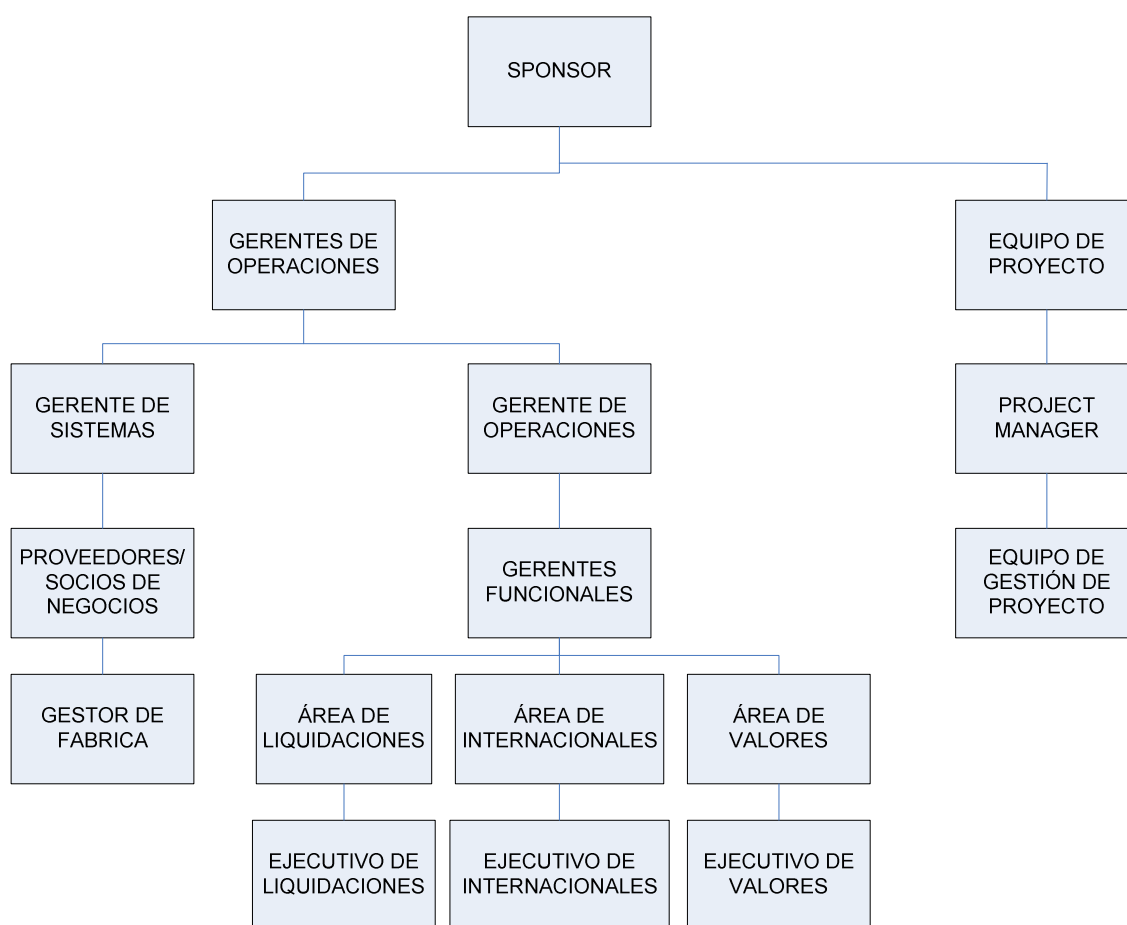 SPONSOR
GERENTES DE
OPERACIONES
EQUIPO DE
PROYECTO
GERENTE DE
SISTEMAS
GERENTE DE
OPERACIONES
PROJECT
MANAGER
PROVEEDORES/
SOCIOS DE
NEGOCIOS
GERENTES
FUNCIONALES
EQUIPO DE
GESTIÓN DE
PROYECTO
GESTOR DE
FABRICA
ÁREA DE
LIQUIDACIONES
ÁREA DE
INTERNACIONALES
ÁREA DE
VALORES
EJECUTIVO DE
LIQUIDACIONES
EJECUTIVO DE
INTERNACIONALES
EJECUTIVO DE
VALORES